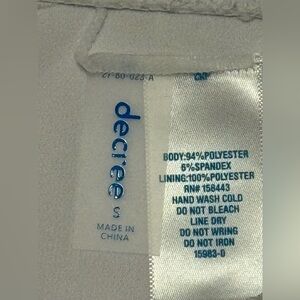 decree
S
MADE IN
CHINA
BODY:94%POLYESTER
6%SPANDEX
LINING:100%POLYESTER
RN# 158443
HAND WASH COLD
DO NOT BLEACH
LINE DRY
DO NOT WRING
DO NOT IRON
15983-0